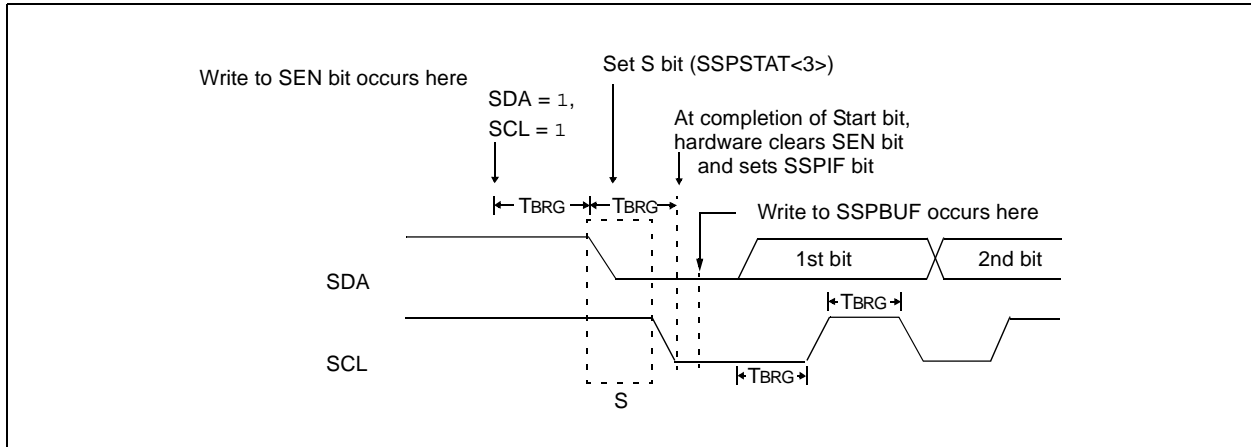 Write to SEN bit occurs here
Set S bit (SSPSTAT<3>)
SDA = 1,
SCL = 1
At completion of Start bit,
hardware clears SEN bit
and sets SSPIF bit
TBRG
TBRG
Write to SSPBUF occurs here
SDA
1st bit
2nd bit
TBRG
SCL
TBRG
S